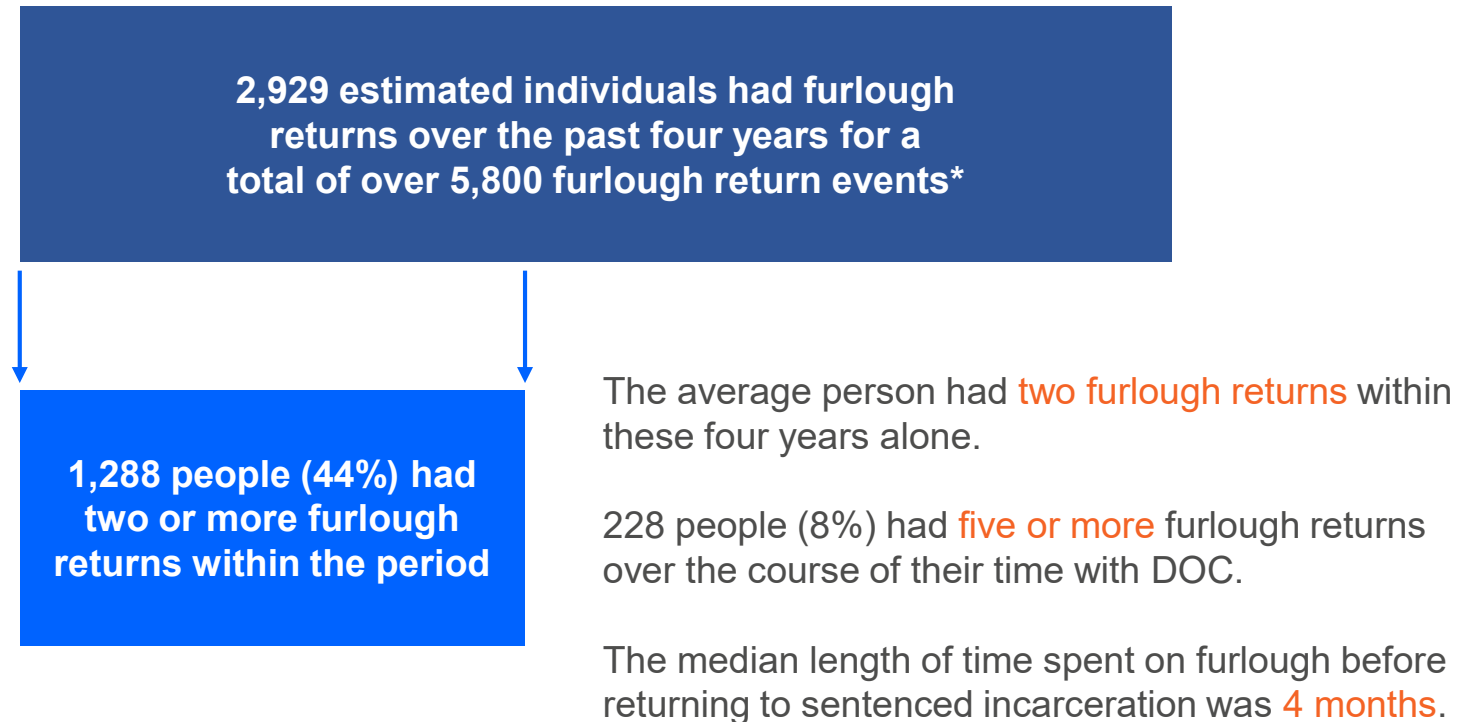 2,929 estimated individuals had furlough
returns over the past four years for a
total of over 5,800 furlough return events*
1,288 people (44%) had
two or more furlough
returns within the period
The average person had two furlough returns within
these four years alone.
228 people (8%) had five or more furlough returns
over the course of their time with DOC.
The median length of time spent on furlough before
returning to sentenced incarceration was 4 months.